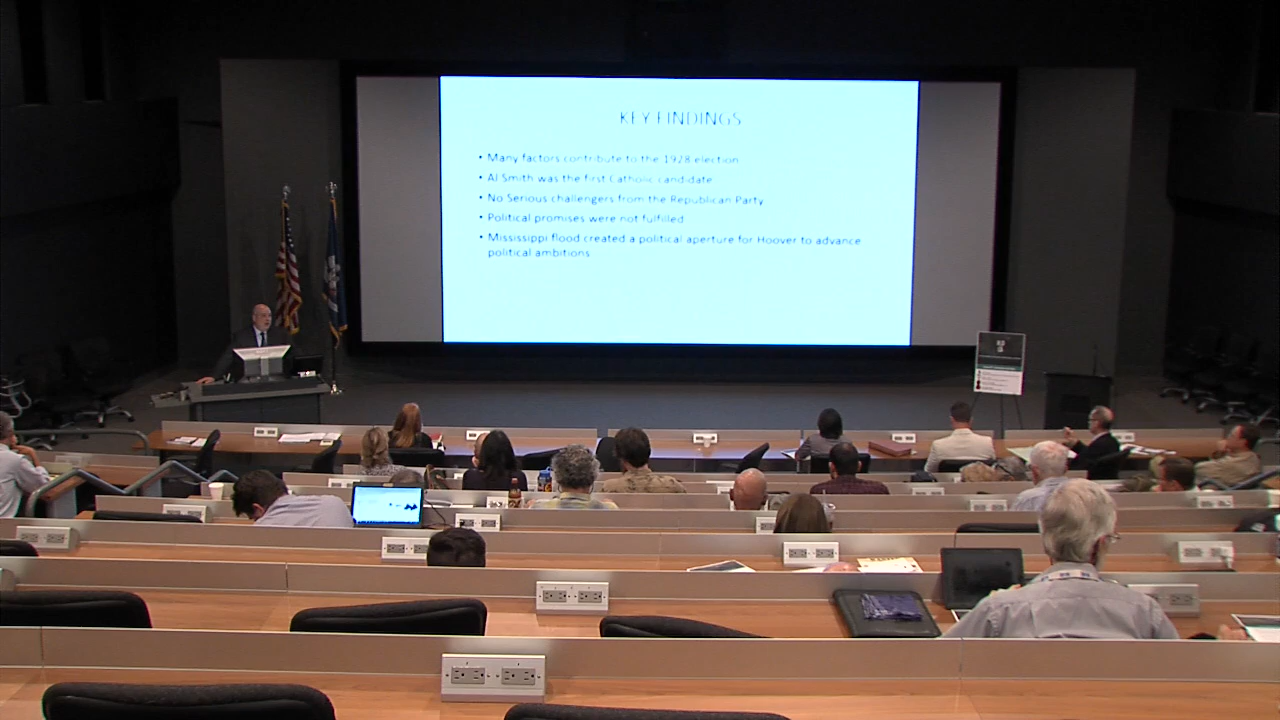 KEY FINDINGS
• Many factors contribute to the 1928 election
• Al Smith was the first Catholic candidate
• No Serious challengers from the Republican Party
• Political promises were not fulfilled
• Mississippi flood created a political aperture for Hoover to advance
political ambitions